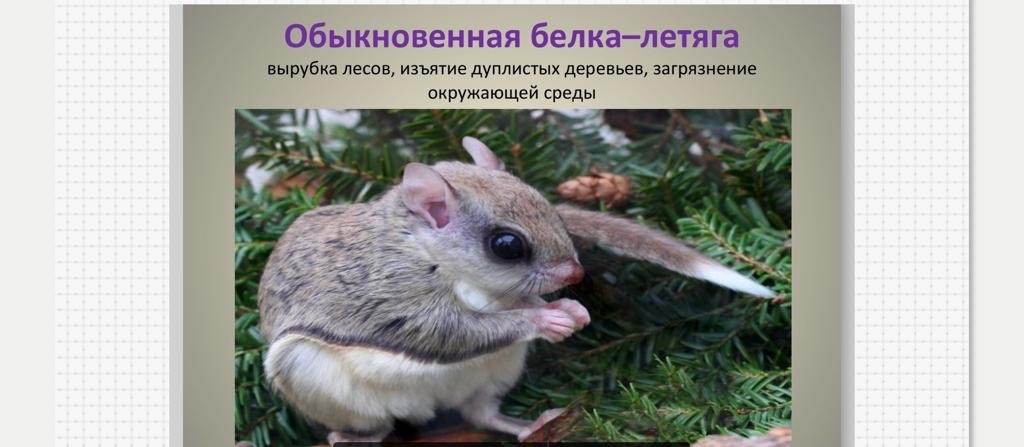 Обыкновенная белка–летяга
вырубка лесов, изъятие дуплистых деревьев, загрязнение
окружающей среды